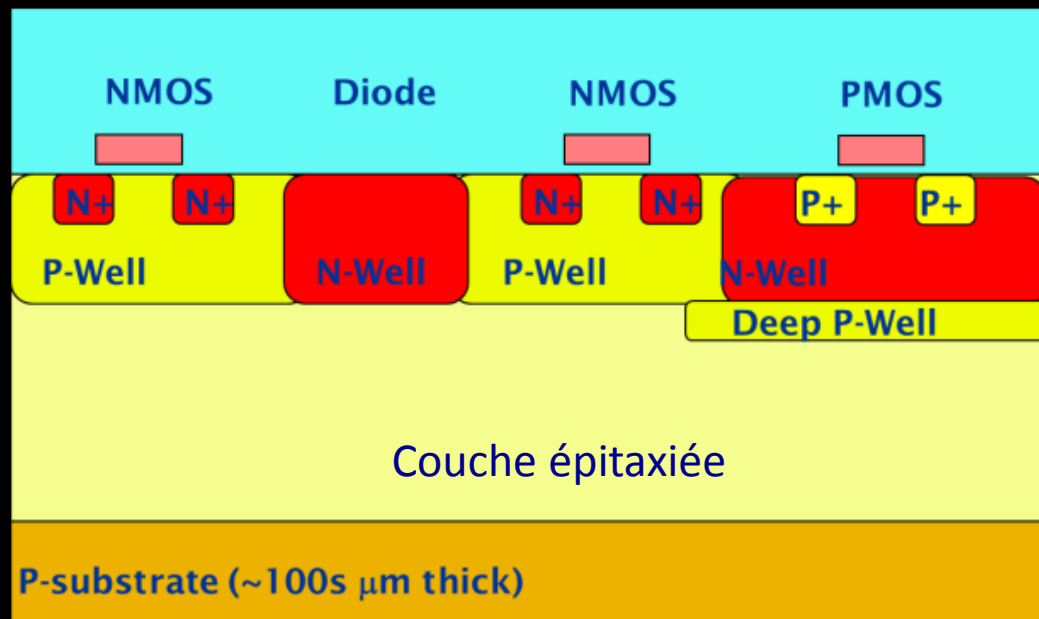 NMOS Diode NMOS PMOS
N+ N+ N+ N+ P+ P+
P-Well N-Well P-Well N-Well
Deep P-Well
Couche épitaxiée
P-substrate (~100s μm thick)